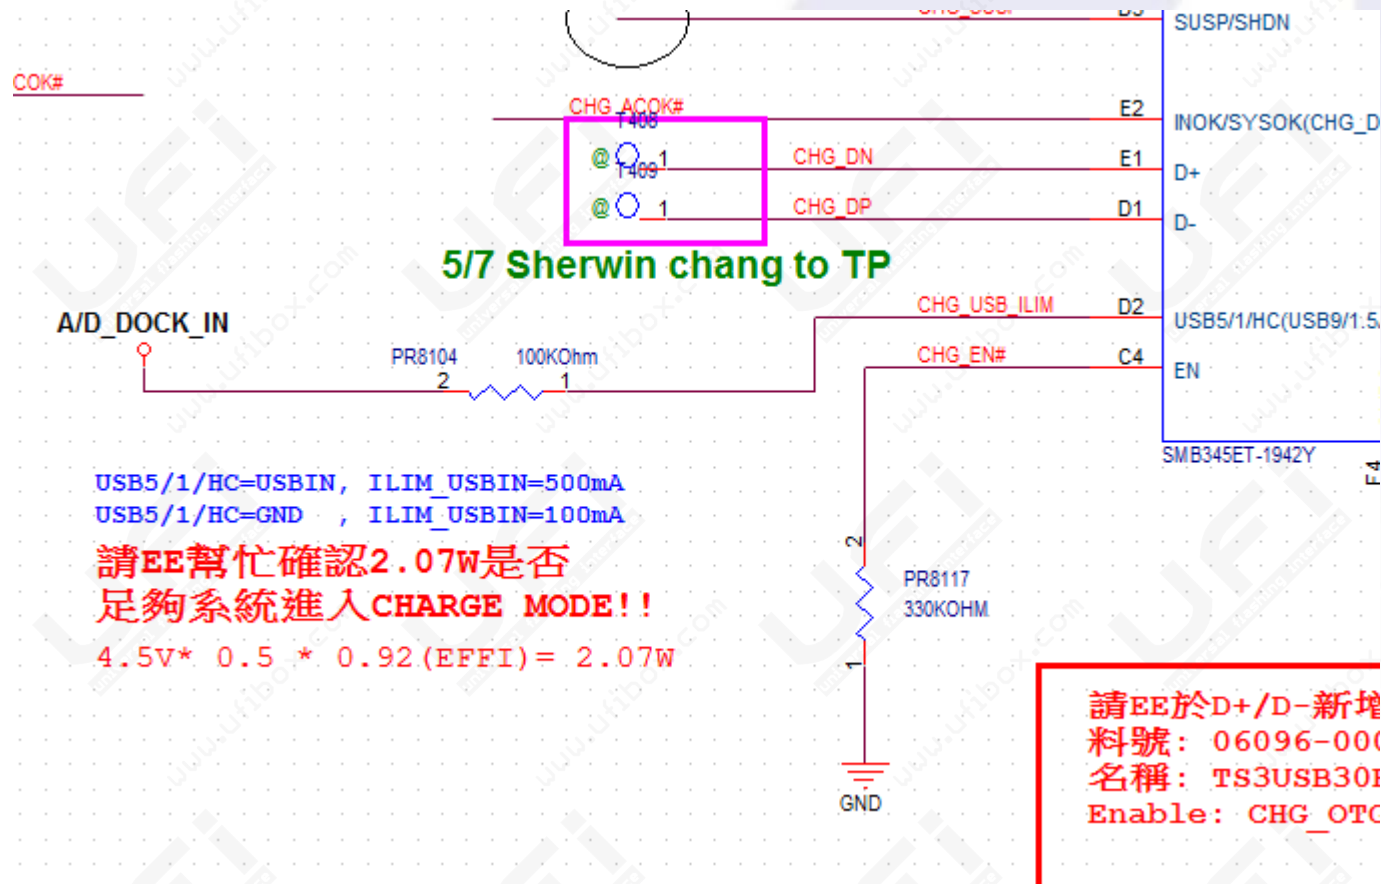 SUSP/SHDN
COK#
CHG_ACOK#
E2
INOK/SYSOK(CHG_D
T408
@
1
CHG_DN
E1
D+
T409
@
1
CHG_DP
D1
D-
5/7 Sherwin chang to TP
A/D_DOCK_IN
CHG_USB_ILIM
D2
USB5/1/HC(USB9/1.5
PR8104
100KOhm
2
1
CHG_EN#
C4
EN
SMB345ET-1942Y
F4
USB5/1/HC=USBIN, ILIM_USBIN=500mA
USB5/1/HC=GND , ILIM_USBIN=100mA
請EE幫忙確認2.07W是否
足夠系統進入CHARGE MODE!!
4.5V* 0.5 * 0.92(EFFI)= 2.07W
2
PR8117
330KOHM
1
GND
請EE於D+/D-新增
料號: 06096-000
名稱: TS3USB30
Enable: CHG_OTG
UFi
www.ufibox.com